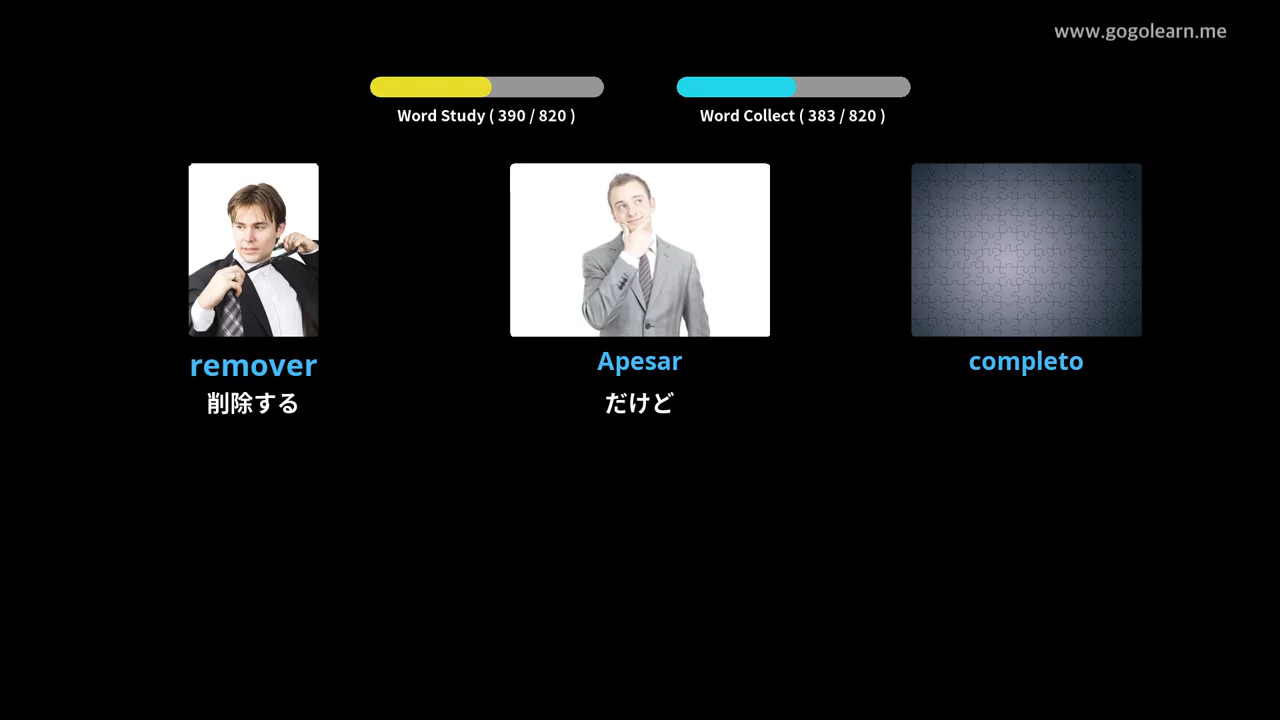 www.gogolearn.me
Word Study ( 390 / 820 )
Word Collect ( 383 / 820 )
remover
削除する
Apesar
だけど
completo